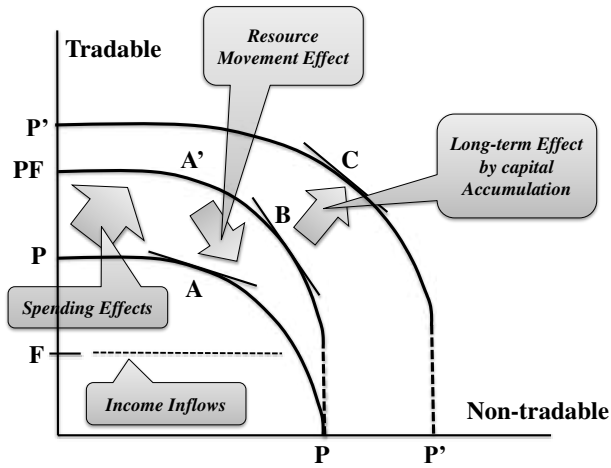 Tradable
Resource
Movement Effect
P’
PF
A’
C
Long-term Effect
by capital
Accumulation
B
P
A
Spending Effects
F
Income Inflows
Non-tradable
P
P’